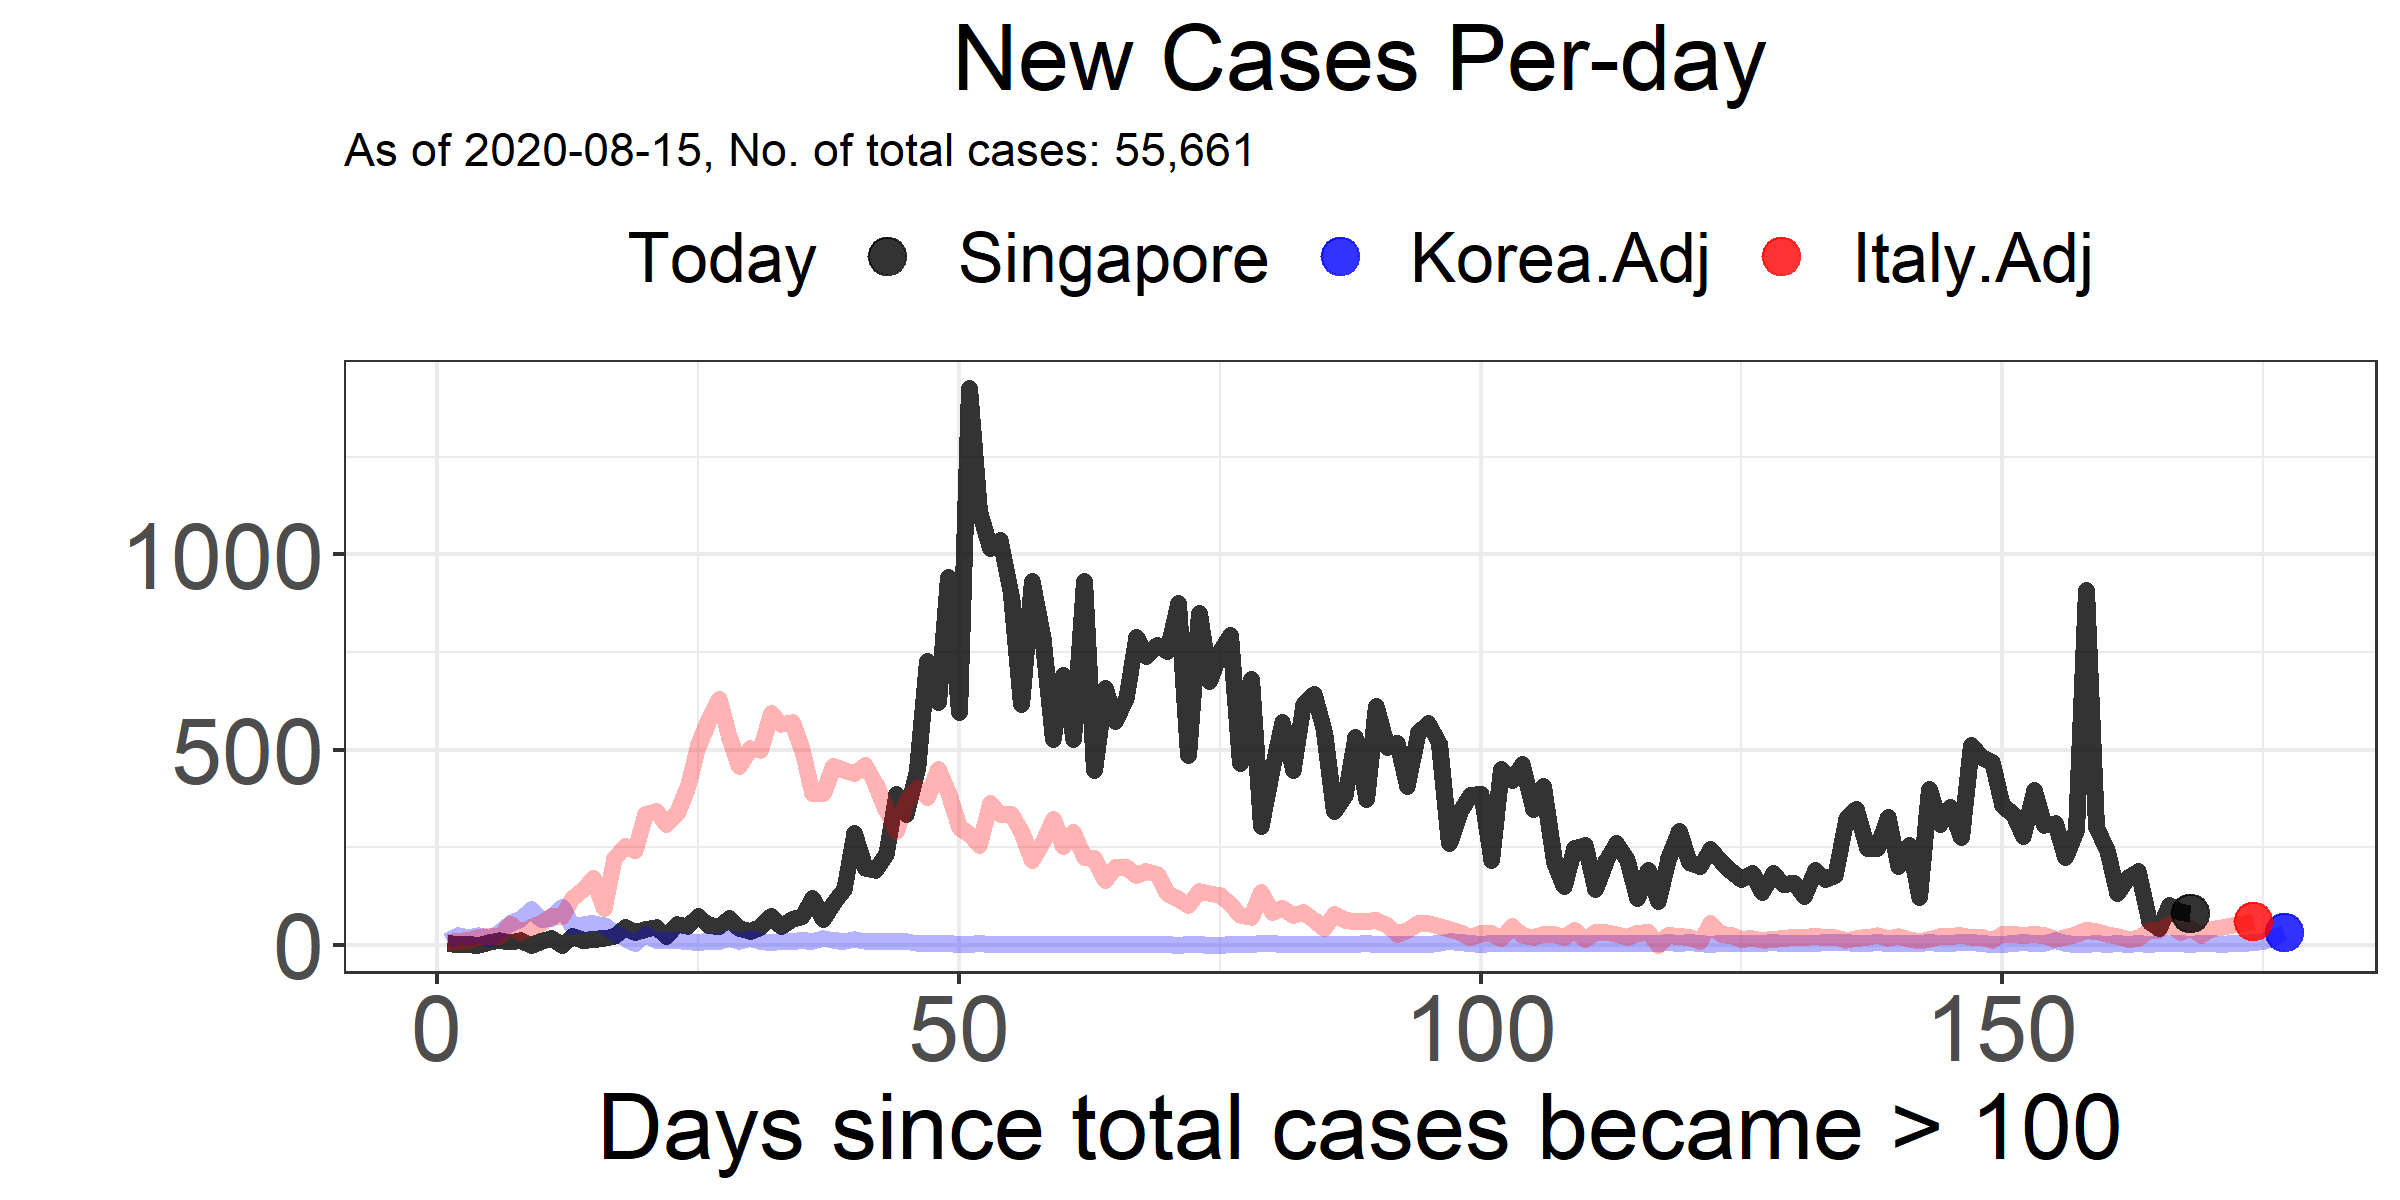 New Cases Per-day
As of 2020-08-15, No. of total cases: 55,661
Today Singapore Korea.Adj Italy.Adj
1000
500
0
0 50 100 150
Days since total cases became > 100